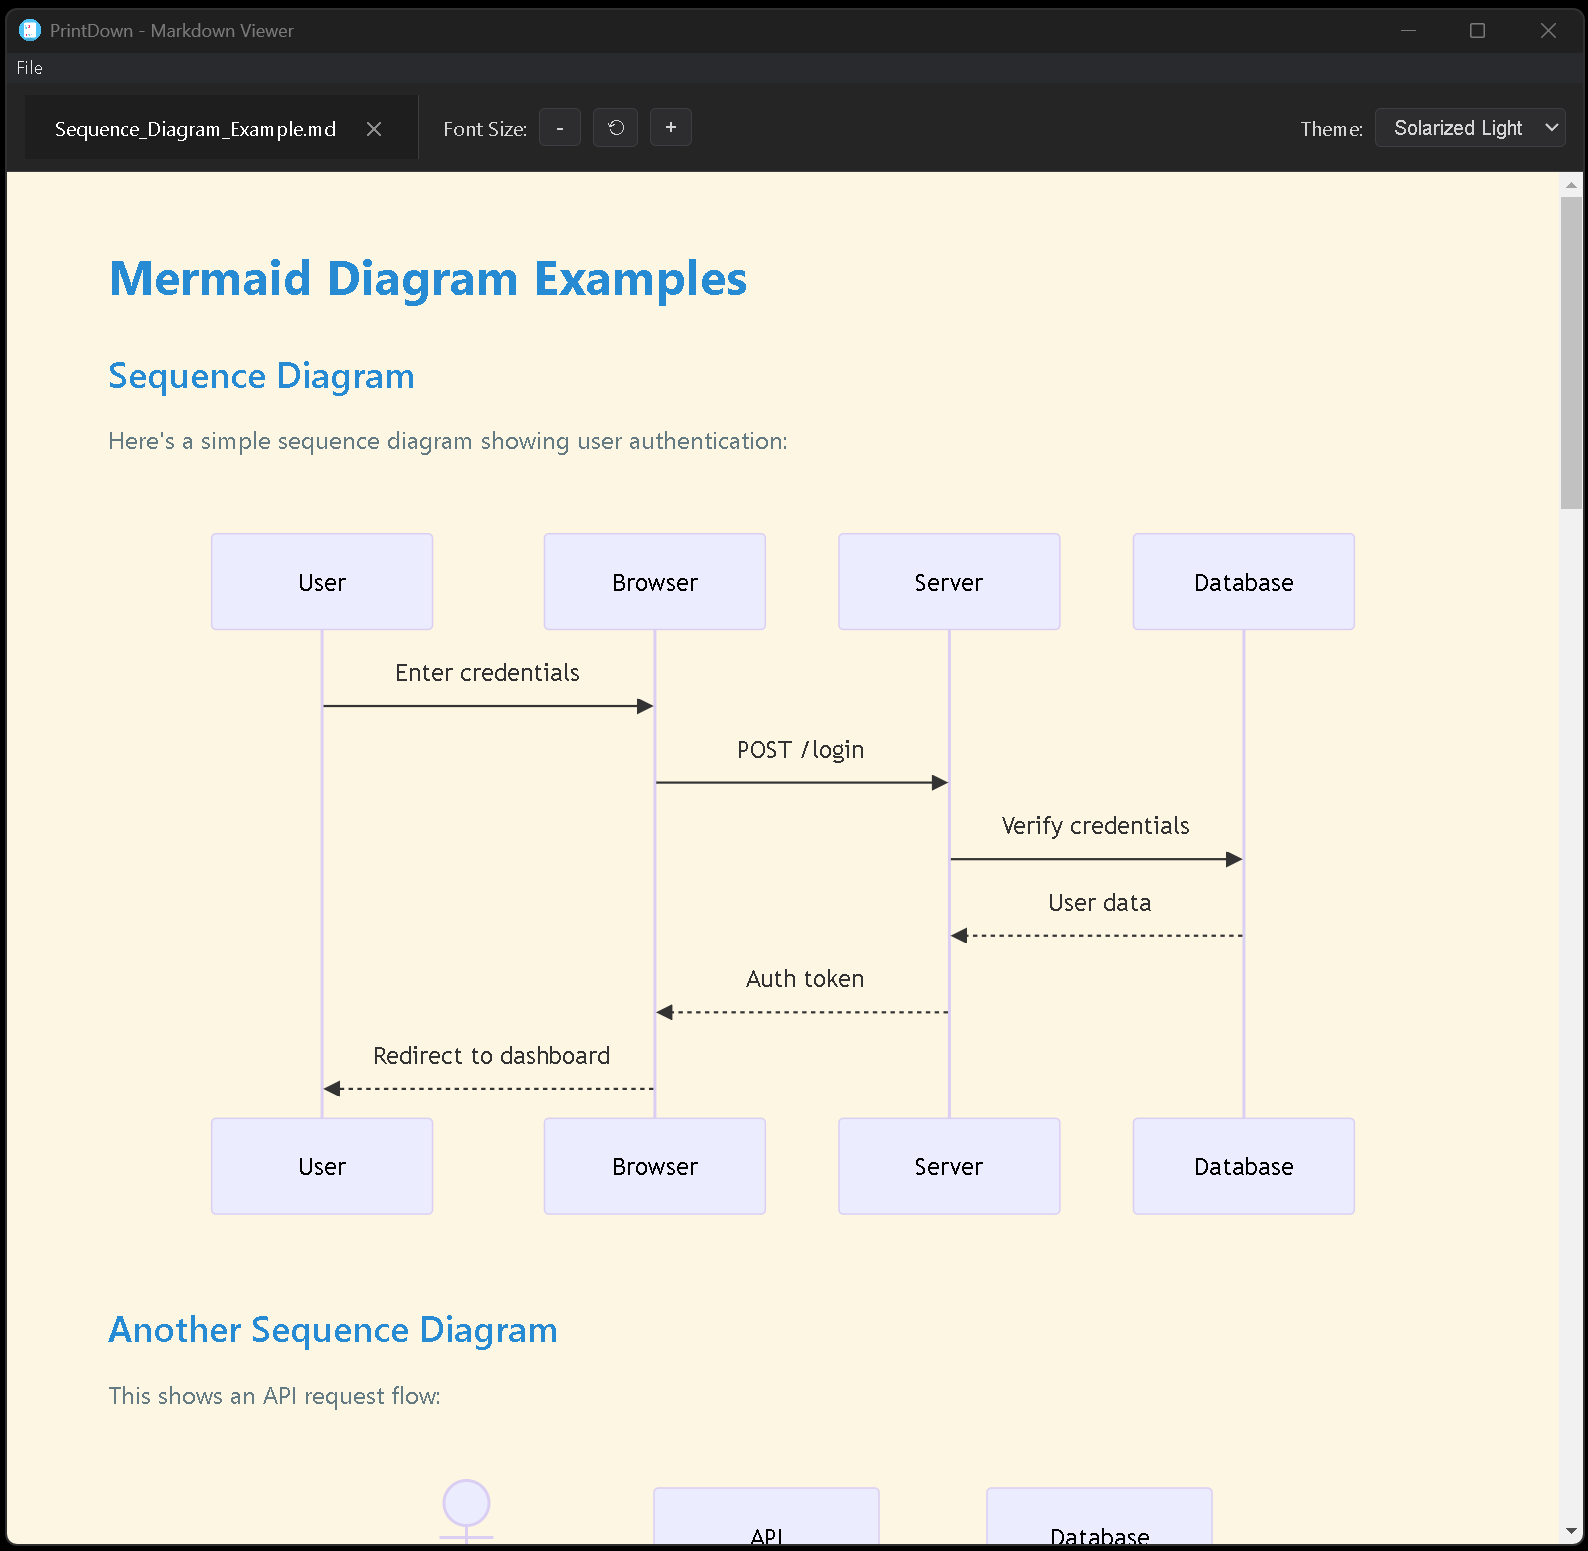 PrintDown - Markdown Viewer
File
Sequence_Diagram_Example.md
Font Size: - +
Theme: Solarized Light
Mermaid Diagram Examples
Sequence Diagram
Here's a simple sequence diagram showing user authentication:
User Browser Server Database
Enter credentials
POST /login
Verify credentials
User data
Auth token
Redirect to dashboard
User Browser Server Database
Another Sequence Diagram
This shows an API request flow:
API Database